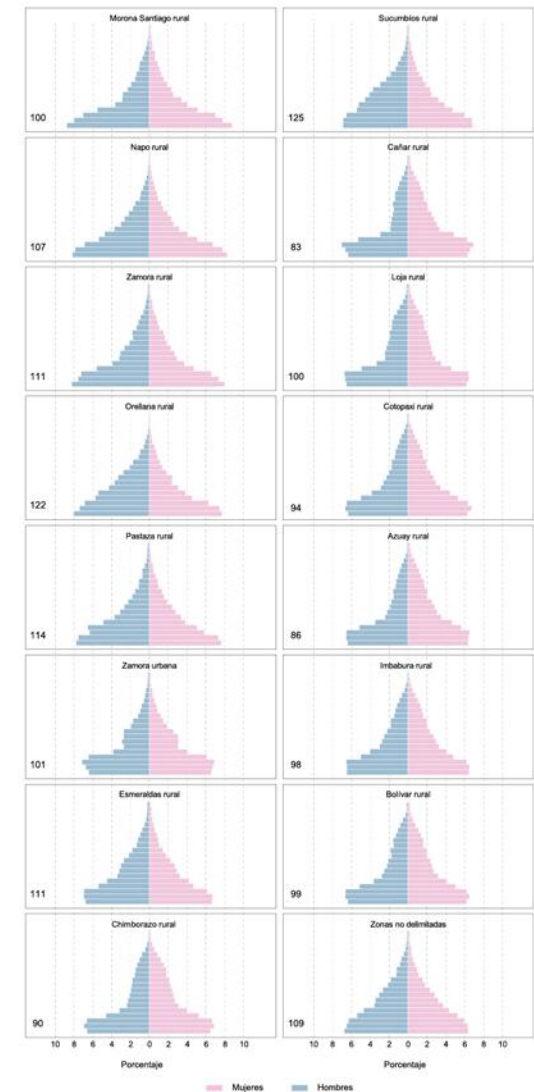 Morona Santiago rural
100
Sucumbíos rural
125
Napo rural
107
Cañar rural
83
Zamora rural
111
Loja rural
100
Orellana rural
122
Cotopaxi rural
94
Pastaza rural
114
Azuay rural
86
Zamora urbana
101
Imbabura rural
98
Esmeraldas rural
111
Bolívar rural
99
Chimborazo rural
90
Zonas no delimitadas
109
10 8 6 4 2 0 2 4 6 8 10
10 8 6 4 2 0 2 4 6 8 10
Porcentaje
Porcentaje
Mujeres Hombres